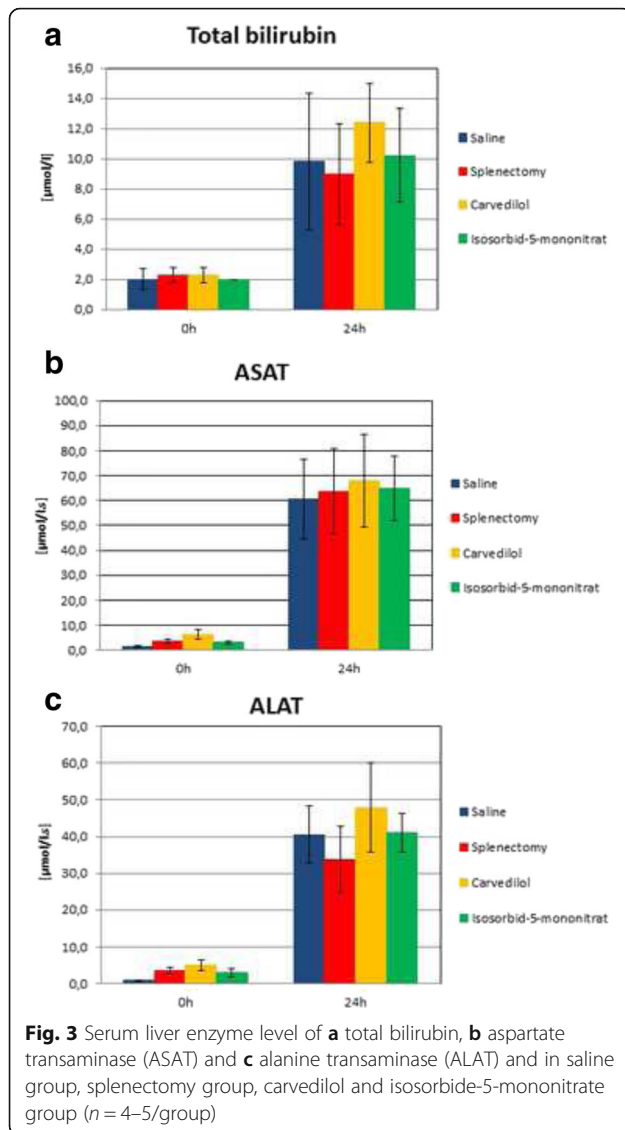 a
Total bilirubin
16,0
14,0
12,0
10,0
8,0
6,0
4,0
2,0
0,0
[µmol/l]
0h
24h
Saline
Splenectomy
Carvedilol
Isosorbid-5-mononitrat
b
ASAT
100,0
90,0
80,0
70,0
60,0
50,0
40,0
30,0
20,0
10,0
0,0
[µmol/l.s]
0h
24h
Saline
Splenectomy
Carvedilol
Isosorbid-5-mononitrat
c
ALAT
70,0
60,0
50,0
40,0
30,0
20,0
10,0
0,0
[µmol/l.s]
0h
24h
Saline
Splenectomy
Carvedilol
Isosorbid-5-mononitrat
Fig. 3 Serum liver enzyme level of a total bilirubin, b aspartate
transaminase (ASAT) and c alanine transaminase (ALAT) and in saline
group, splenectomy group, carvedilol and isosorbide-5-mononitrate
group (n = 4–5/group)